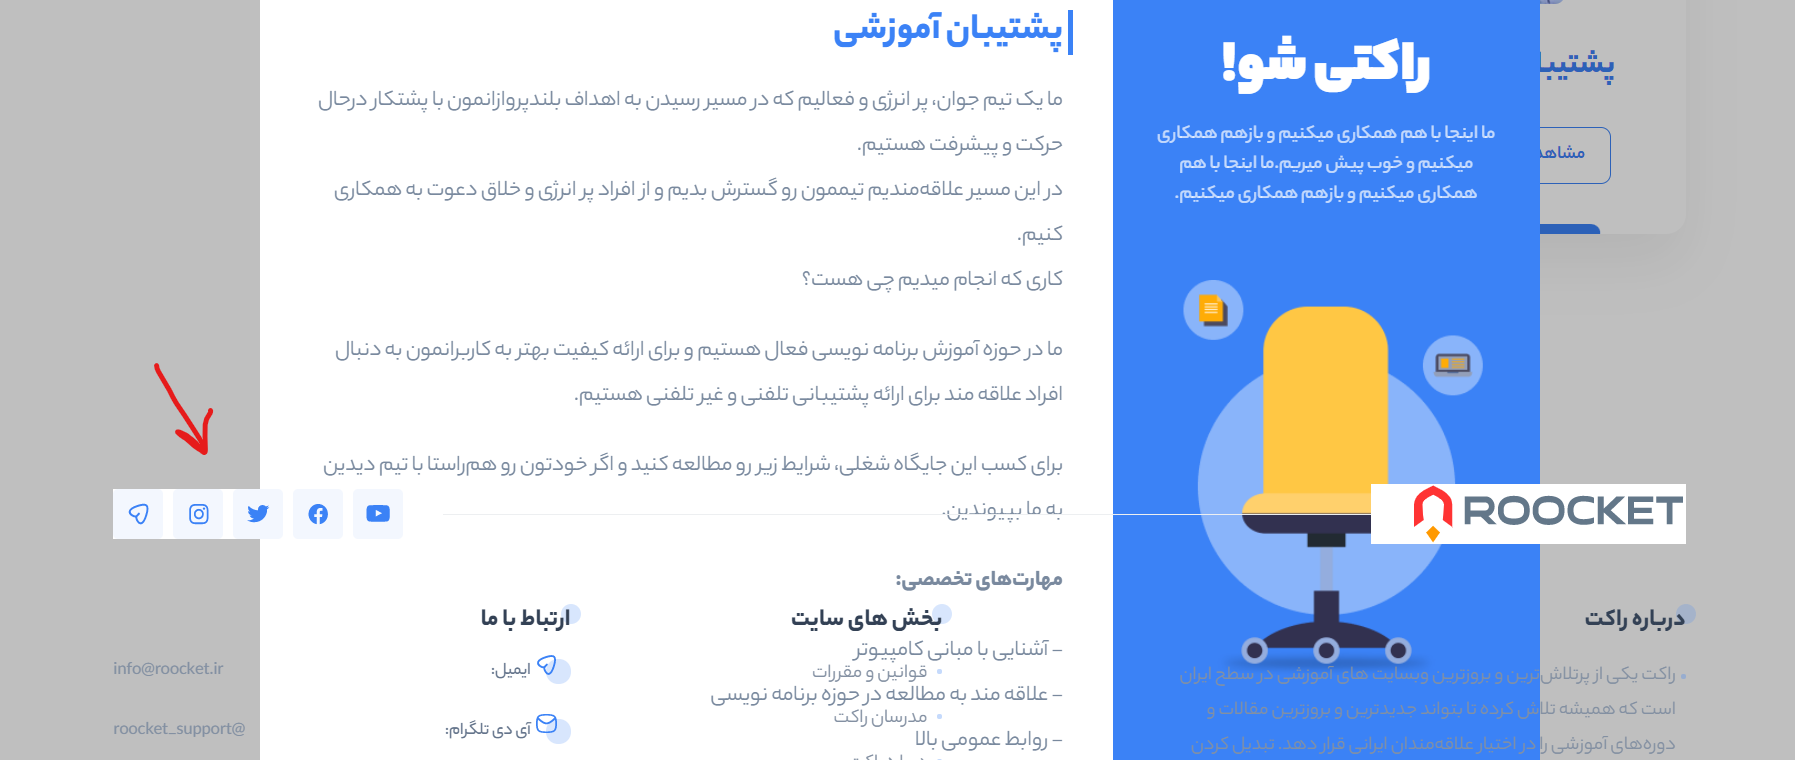 پشتیبان آموزشی
ما یک تیم جوان، پر انرژی و فعالیم که در مسیر رسیدن به اهداف بلندپروازانمون با پشتکار درحال
حرکت و پیشرفت هستیم.
در این مسیر علاقه‌مندیم تیممون رو گسترش بدیم و از افراد پر انرژی و خلاق دعوت به همکاری
کنیم.
کاری که انجام میدیم چی هست؟
ما در حوزه آموزش برنامه نویسی فعال هستیم و برای ارائه کیفیت بهتر به کاربرانمون به دنبال
افراد علاقه مند برای ارائه پشتیبانی تلفنی و غیر تلفنی هستیم.
برای کسب این جایگاه شغلی، شرایط زیر رو مطالعه کنید و اگر خودتون رو هم‌راستا با تیم دیدین
به ما بپیوندین.
مهارت‌های تخصصی:
– آشنایی با مبانی کامپیوتر
– علاقه مند به مطالعه در حوزه برنامه نویسی
– روابط عمومی بالا
راکتی شو!
ما اینجا با هم همکاری میکنیم و بازهم همکاری
میکنیم و خوب پیش میریم.ما اینجا با هم
همکاری میکنیم و بازهم همکاری میکنیم.
ROOCKET
درباره راکت
راکت یکی از پرتلاش‌ترین و بروزترین وبسایت های آموزشی در سطح ایران
است که همیشه تلاش کرده تا بتواند جدیدترین و بروزترین مقالات و
دوره‌های آموزشی را در اختیار علاقه‌مندان ایرانی قرار دهد. تبدیل کردن
بخش های سایت
قوانین و مقررات
مدرسان راکت
ارتباط با ما
ایمیل:
info@roocket.ir
آی دی تلگرام:
roocket_support@